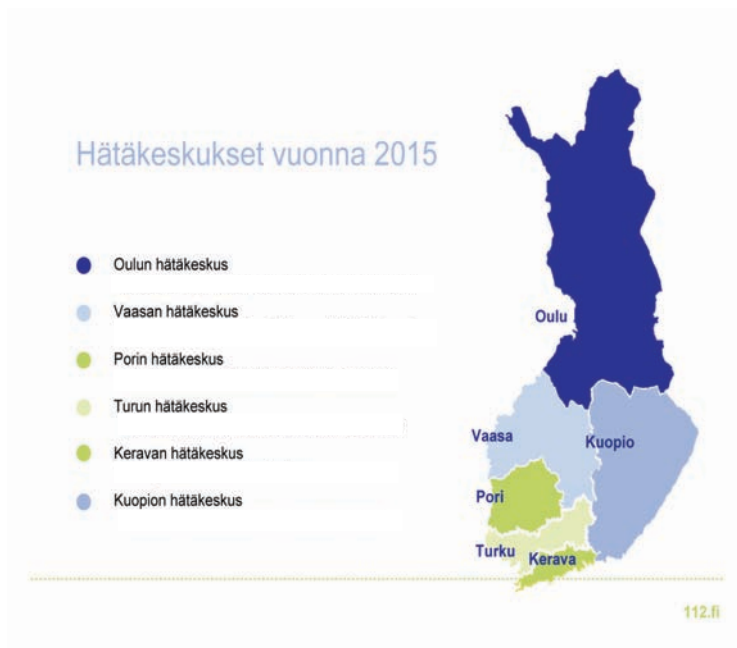 Hätäkeskukset vuonna 2015
Oulun hätäkeskus
Vaasan hätäkeskus
Porin hätäkeskus
Turun hätäkeskus
Keravan hätäkeskus
Kuopion hätäkeskus
Oulu
Vaasa
Kuopio
Pori
Turku
Kerava
112.fi